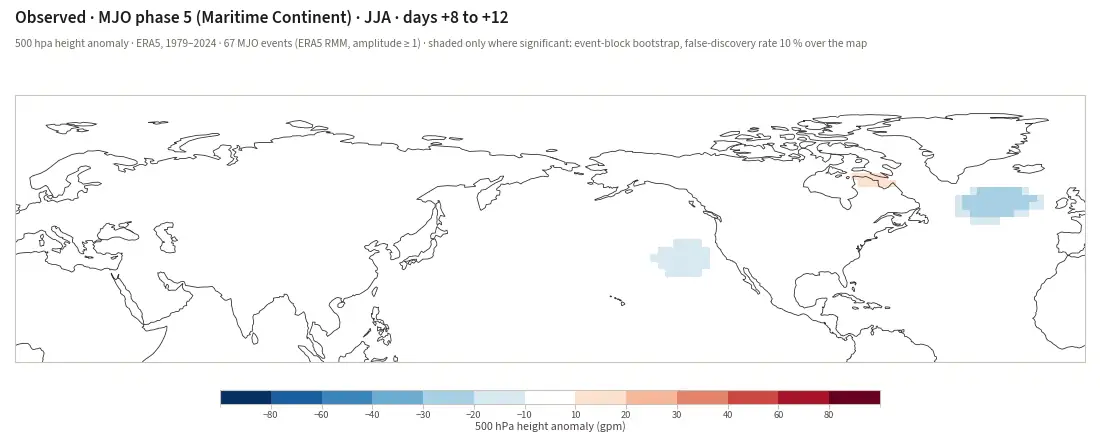 Observed · MJO phase 5 (Maritime Continent) · JJA · days +8 to +12
500 hpa height anomaly · ERA5, 1979–2024 · 67 MJO events (ERA5 RMM, amplitude ≥ 1) · shaded only where significant: event-block bootstrap, false-discovery rate 10 % over the map
−80 −60 −40 −30 −20 −10 10 20 30 40 60 80
500 hPa height anomaly (gpm)